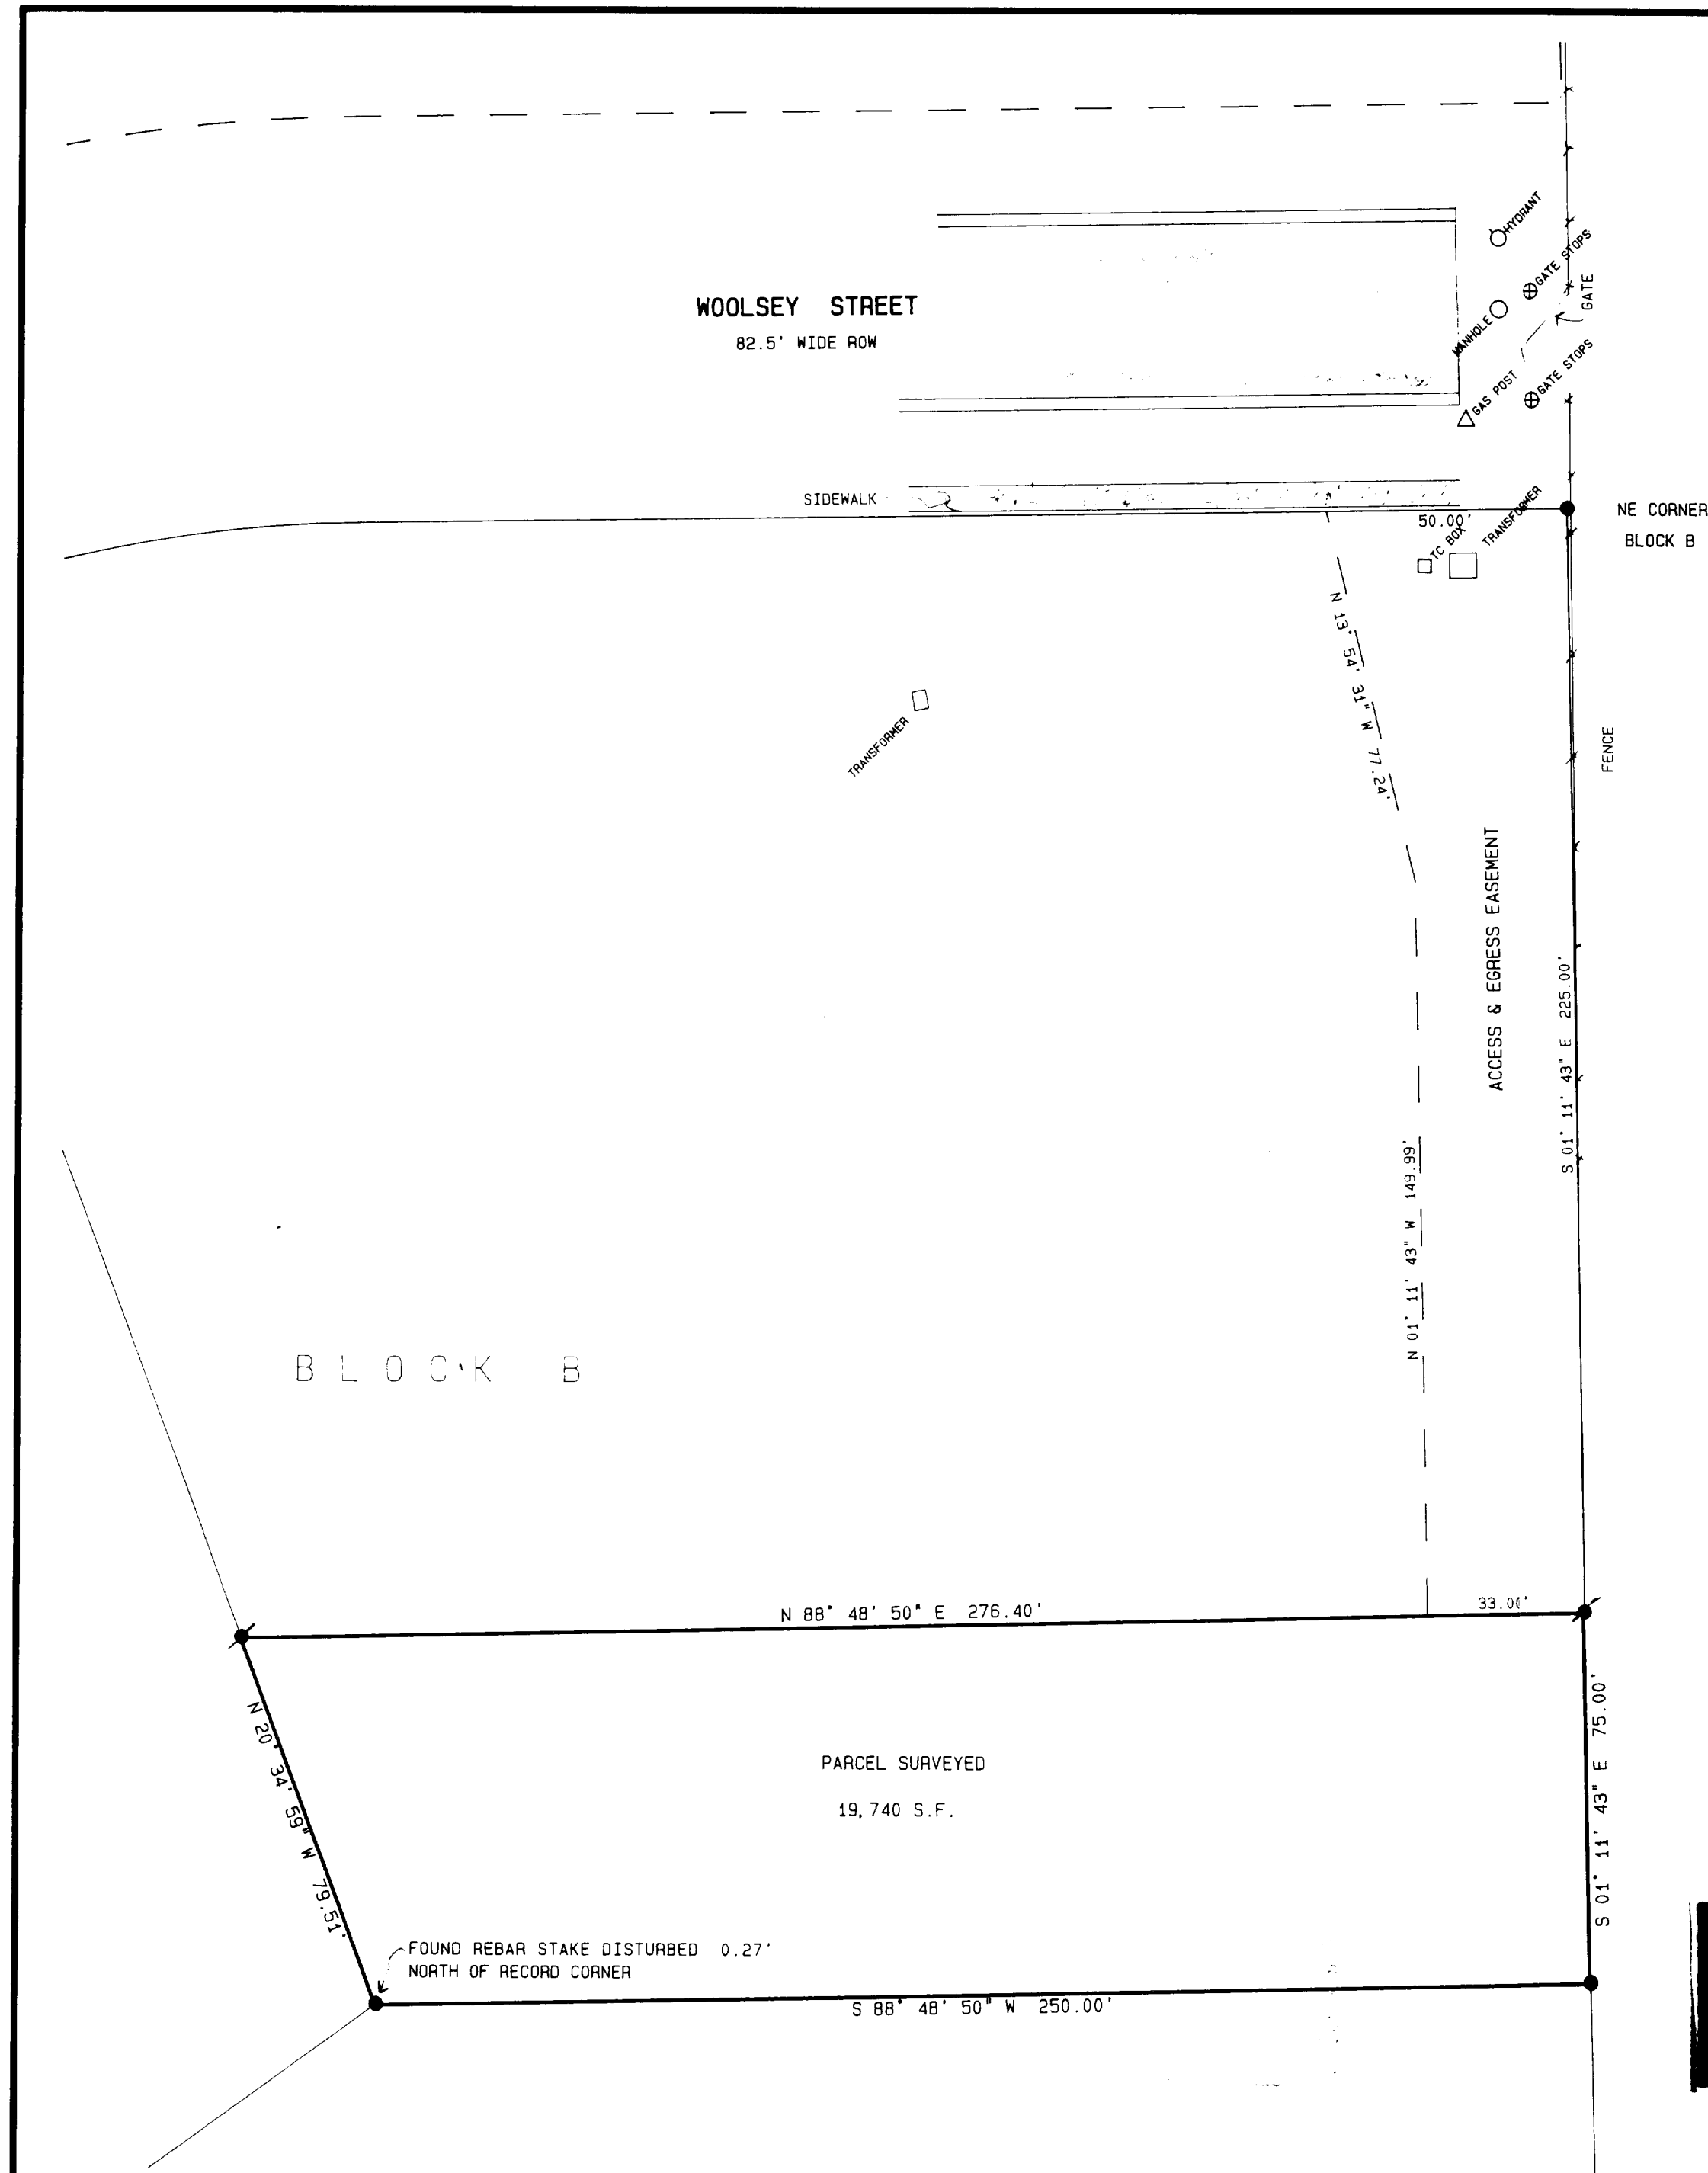 HYDRANT
GATE STOPS
GATE
WOOLSEY STREET
82.5' WIDE ROW
MANHOLE
GAS POST
GATE STOPS
SIDEWALK
50.00'
TC BOX
TRANSFORMER
NE CORNER
BLOCK B
N 13° 54' 31" W 77.24'
TRANSFORMER
FENCE
ACCESS & EGRESS EASEMENT
S 01° 11' 43" E 225.00'
N 01° 11' 43" W 149.99'
BLOCK B
N 88° 48' 50" E 276.40'
33.00'
N 20° 34' 59" W 79.51'
PARCEL SURVEYED
19,740 S.F.
S 01° 11' 43" E 75.00'
FOUND REBAR STAKE DISTURBED 0.27'
NORTH OF RECORD CORNER
S 88° 48' 50" W 250.00'